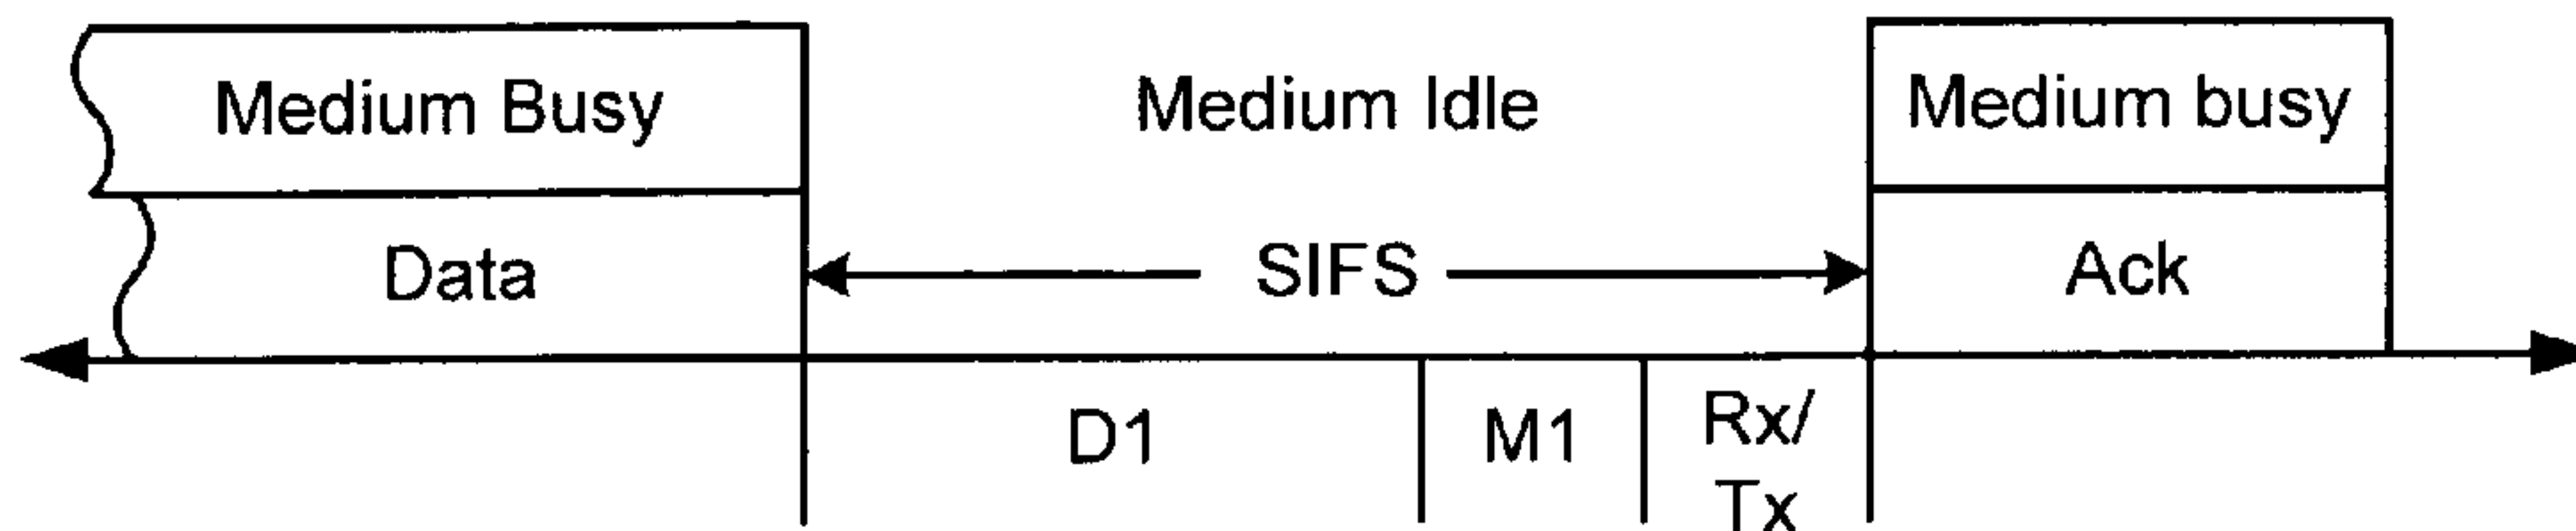 Medium Busy
Medium Idle
Medium busy
Data
SIFS
Ack
D1
M1
Rx/
Tx